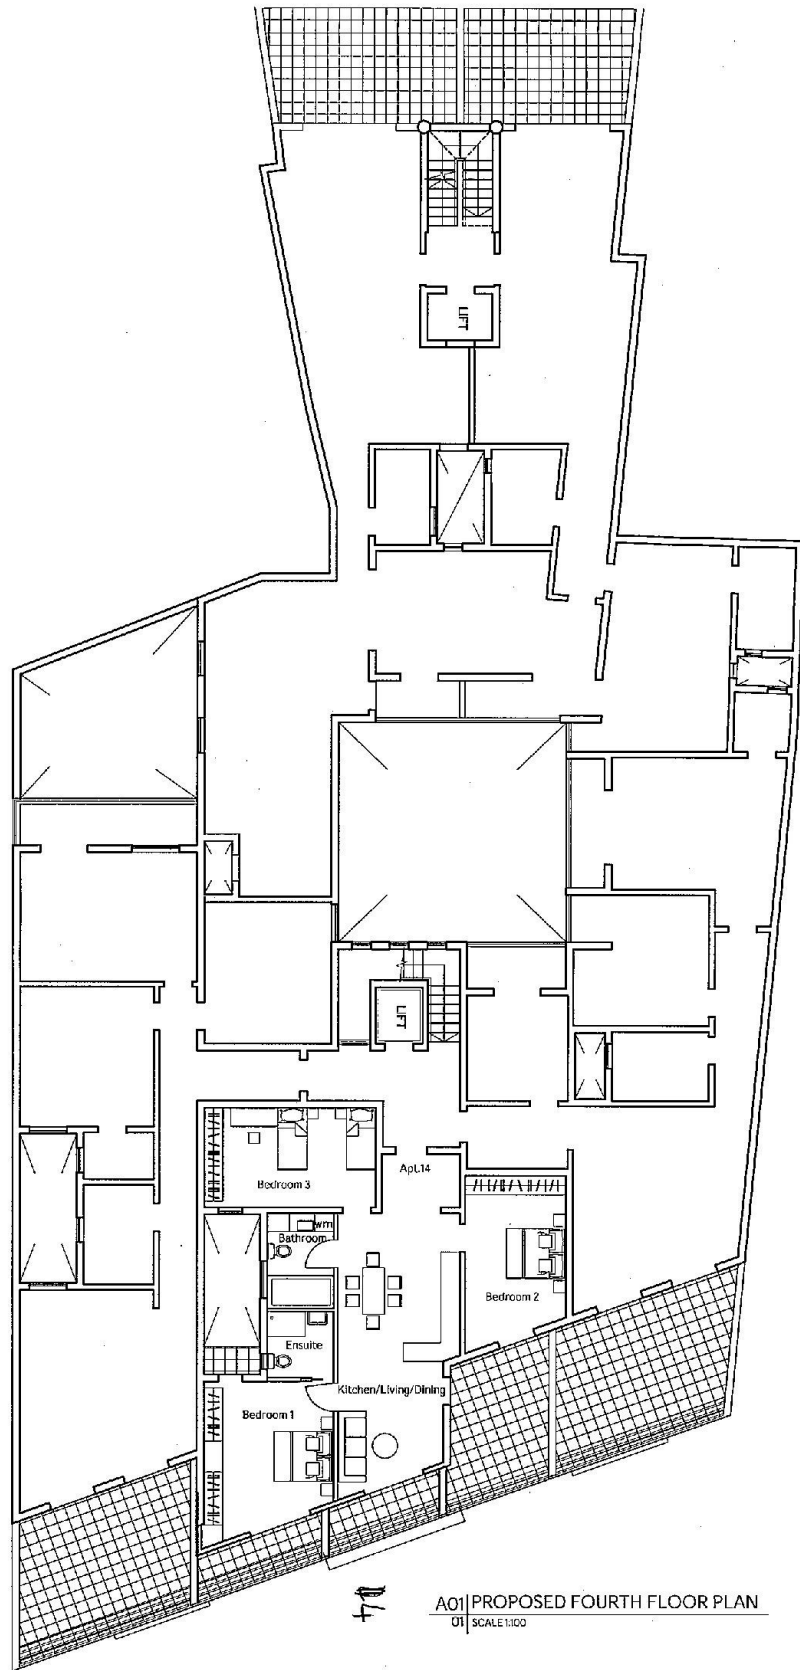 LIFT
LIFT
Apt.14
Bedroom 3
wm
Bathroom
Bedroom 2
Ensuite
Kitchen/Living/Dining
Bedroom 1
A01 PROPOSED FOURTH FLOOR PLAN
01 SCALE 1:100